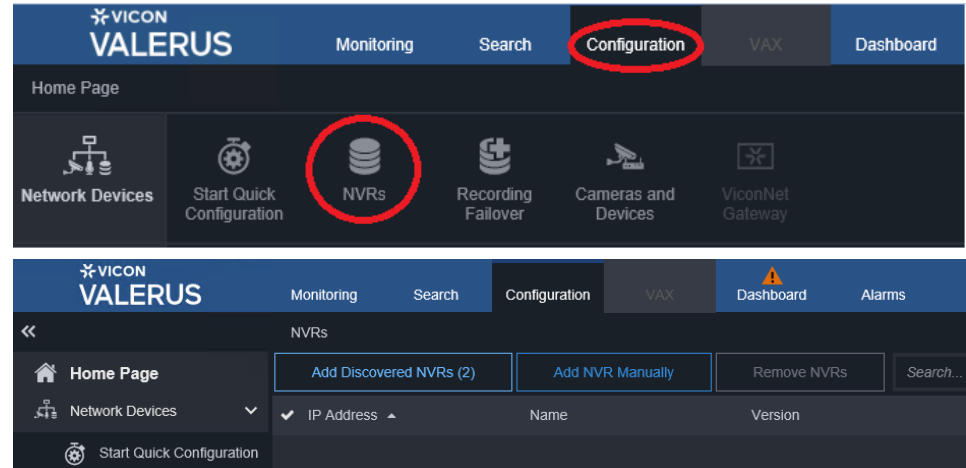 VICON
VALERUS
Monitoring
Search
Configuration
VAX
Dashboard
Home Page
Network Devices
Start Quick
Configuration
NVRs
Recording
Failover
Cameras and
Devices
ViconNet
Gateway
VICON
VALERUS
Monitoring
Search
Configuration
VAX
Dashboard
Alarms
NVRs
Home Page
Network Devices
Start Quick Configuration
Add Discovered NVRs (2)
Add NVR Manually
Remove NVRs
Search...
IP Address
Name
Version